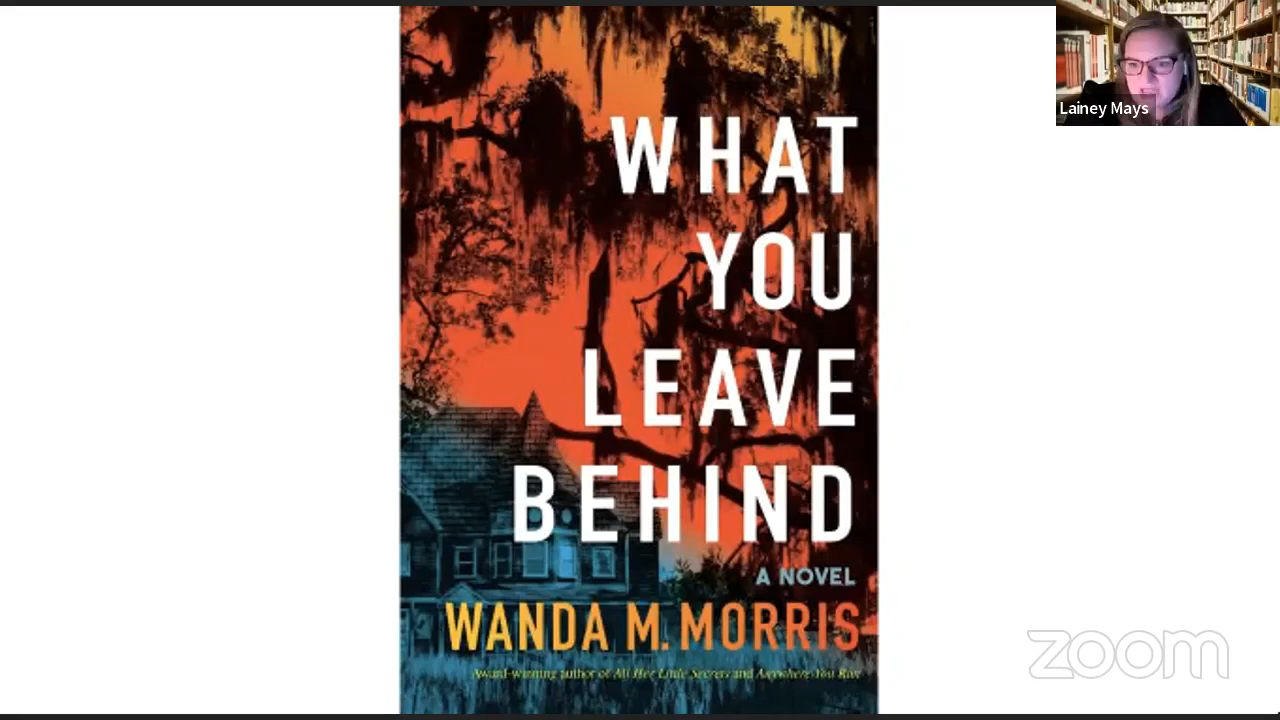 WHAT
YOU
LEAVE
BEHIND
A NOVEL
WANDA M. MORRIS
Award-winning author of All Her Little Secrets and Anywhere You Run
Lainey Mays
zoom